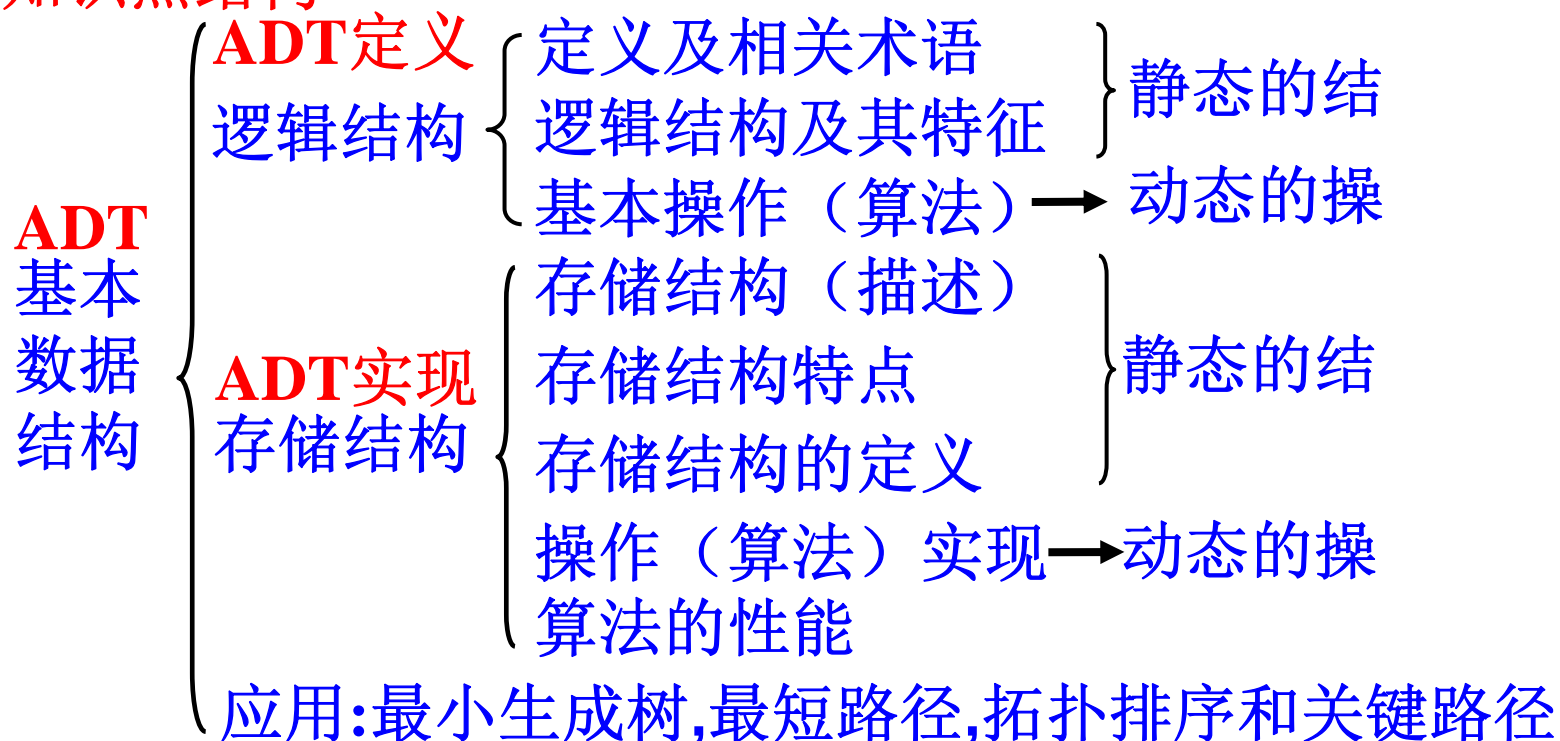 ADT
基本
数据
结构
ADT定义
逻辑结构
定义及相关术语
逻辑结构及其特征
基本操作（算法）
静态的结
动态的操
ADT实现
存储结构
存储结构（描述）
存储结构特点
存储结构的定义
操作（算法）实现
算法的性能
静态的结
动态的操
应用:最小生成树,最短路径,拓扑排序和关键路径